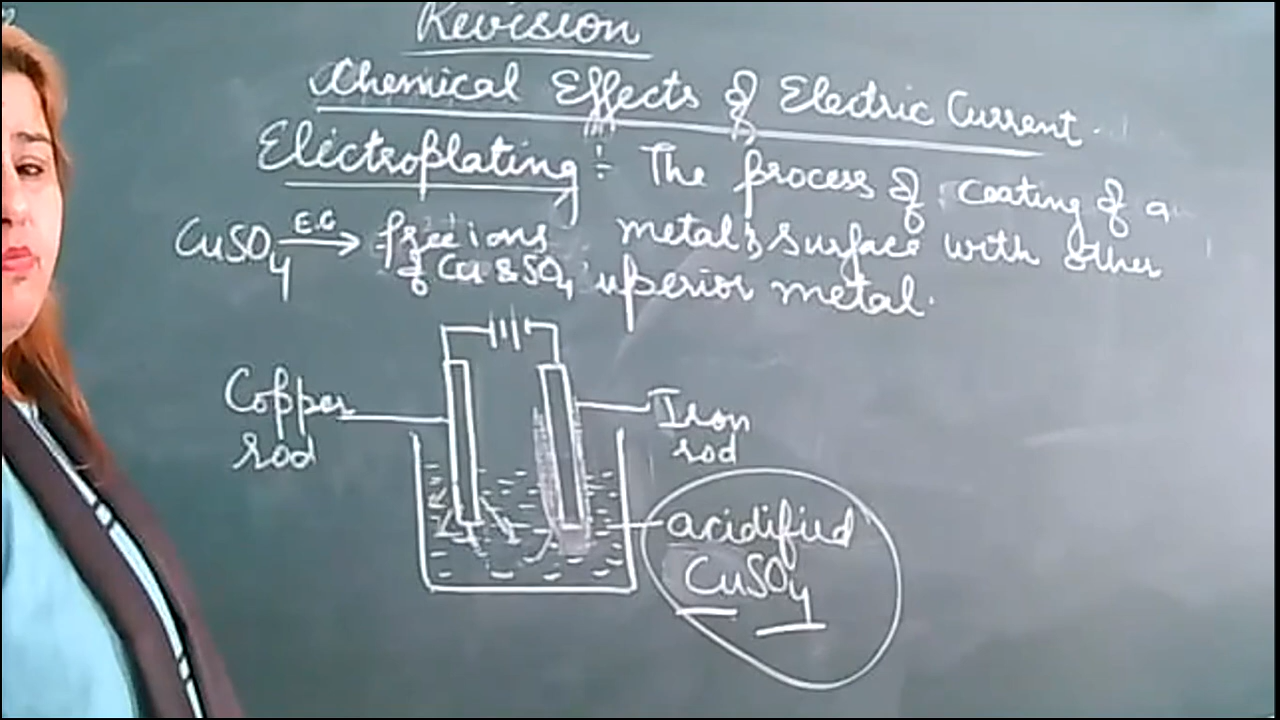 Revision
Chemical Effects of Electric Current.
Electroplating:- The process of coating of a
CuSO4 E.C → free ions metal's surface with other
of Cu & SO4 superior metal.
Copper
rod
Iron
rod
acidified
CuSO4